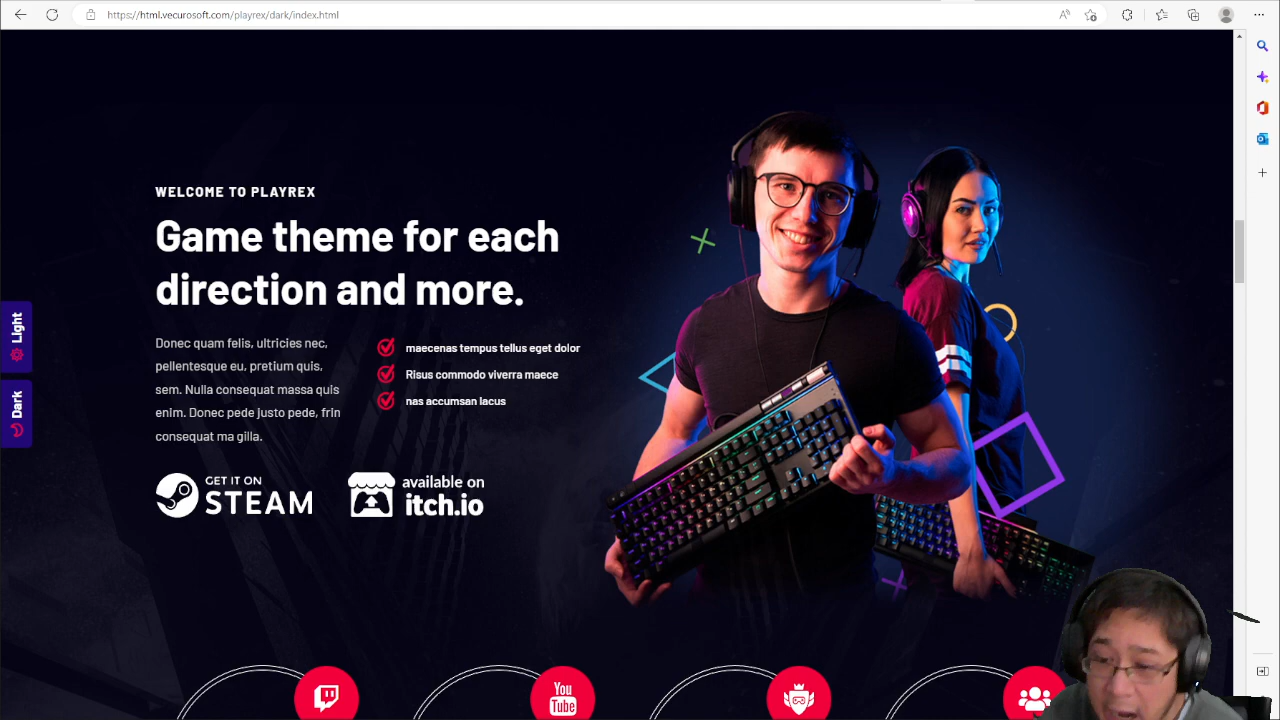 https://html.vecurosoft.com/playrex/dark/index.html
WELCOME TO PLAYREX
Game theme for each
direction and more.
Donec quam felis, ultricies nec,
pellentesque eu, pretium quis,
sem. Nulla consequat massa quis
enim. Donec pede justo pede, frin
consequat ma gilla.
maecenas tempus tellus eget dolor
Risus commodo viverra maece
nas accumsan lacus
GET IT ON
STEAM
available on
itch.io
Light
Dark
You
Tube